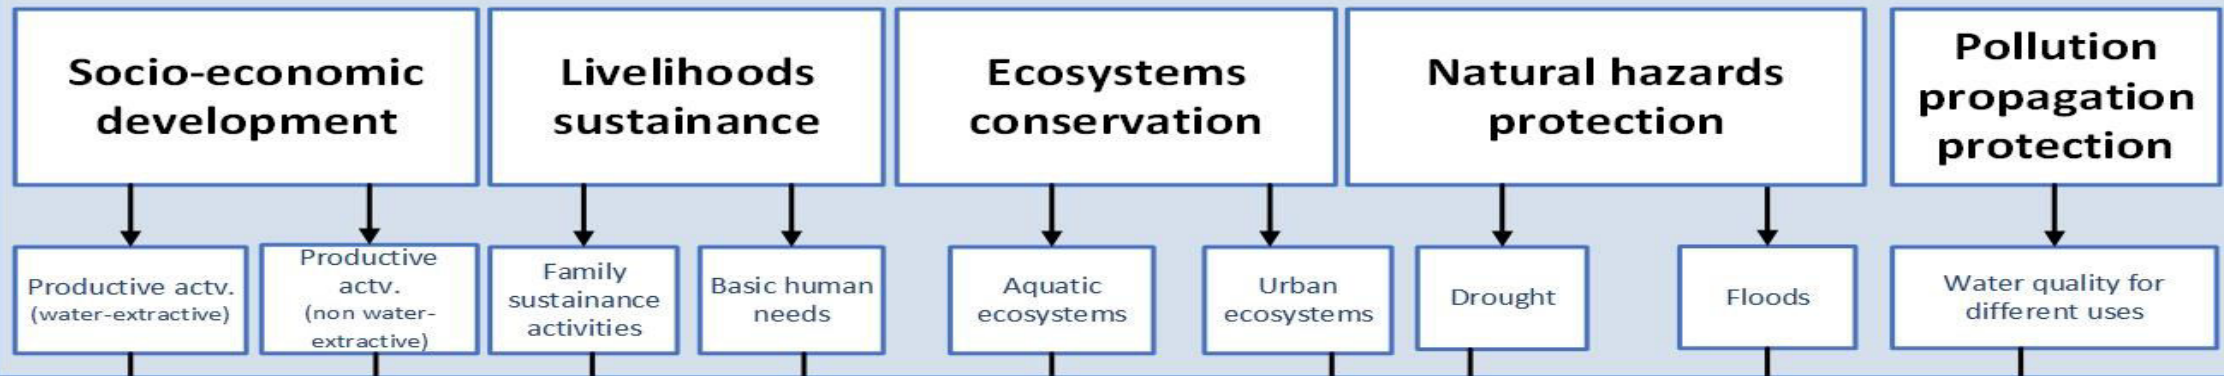 Socio-economic
development
Livelihoods
sustainance
Ecosystems
conservation
Natural hazards
protection
Pollution
propagation
protection
Productive actv.
(water-extractive)
Productive
actv.
(non water-
extractive)
Family
sustainance
activities
Basic human
needs
Aquatic
ecosystems
Urban
ecosystems
Drought
Floods
Water quality for
different uses